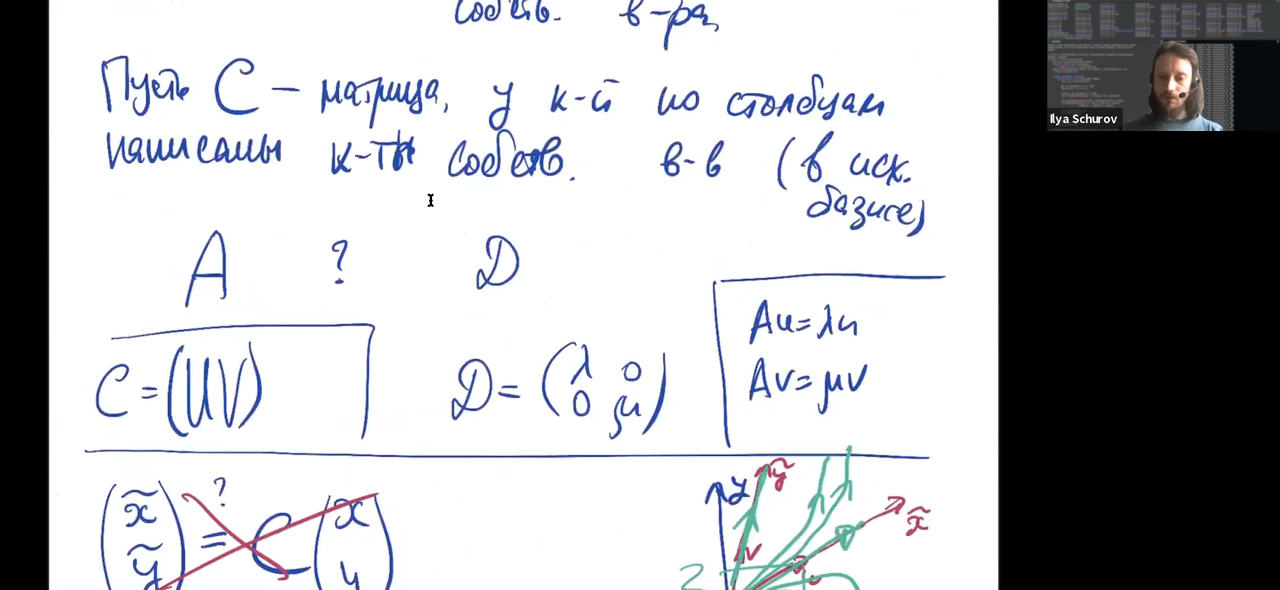 собств. в-ра
Пусть C – матрица, у к-й по столбцам
написаны к-ты собств. в-в (в исх.
базисе)
A ? D
C = (u v)
D = (λ 0
0 μ)
Au = λu
Av = μv
(x̃
ỹ) =? C (x
y)
y ỹ
x̃
v
2
Ilya Schurov